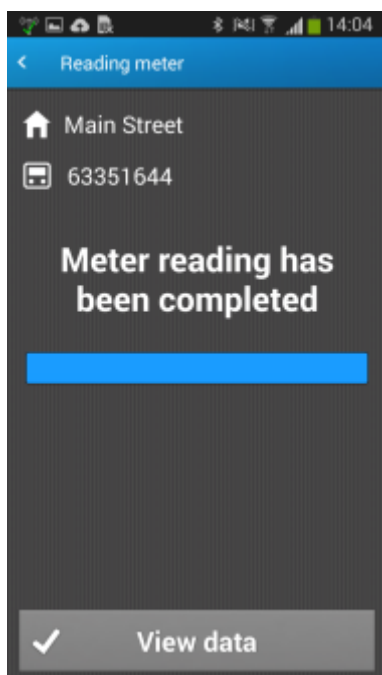 14:04
Reading meter
Main Street
63351644
Meter reading has
been completed
View data